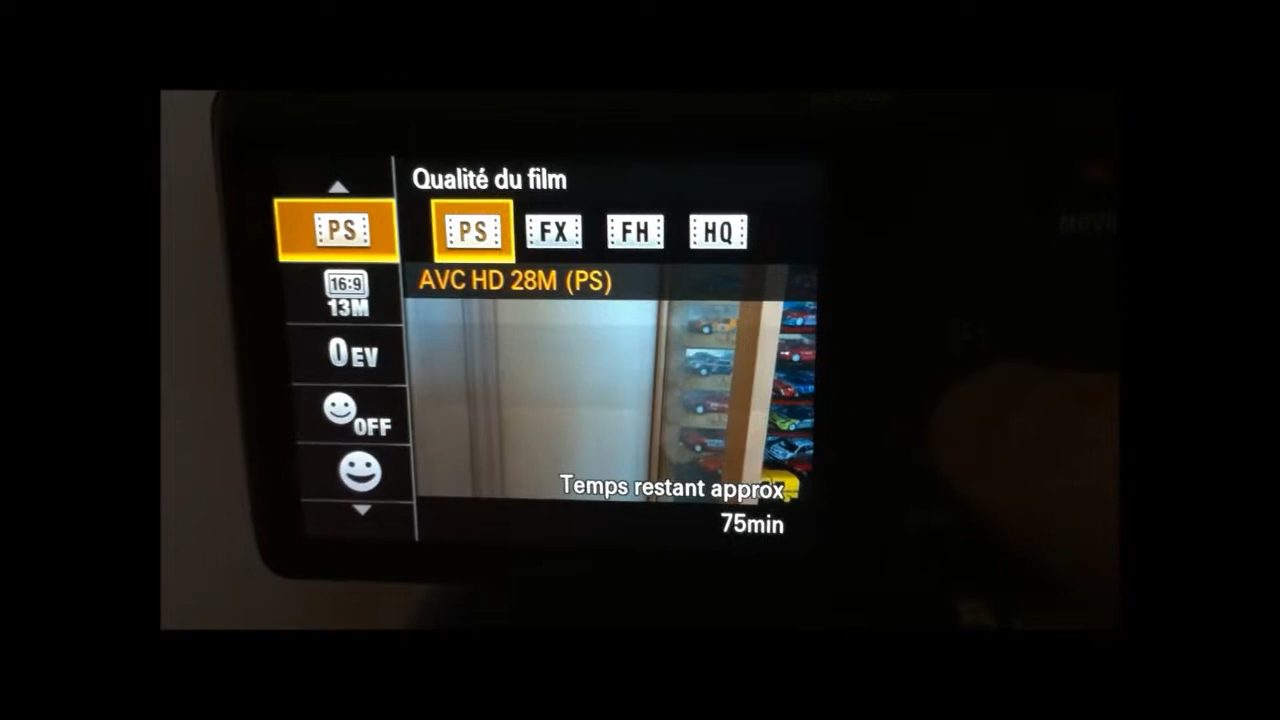 Qualité du film
PS
PS FX FH HQ
AVC HD 28M (PS)
16:9
13M
0EV
OFF
Temps restant approx
75min